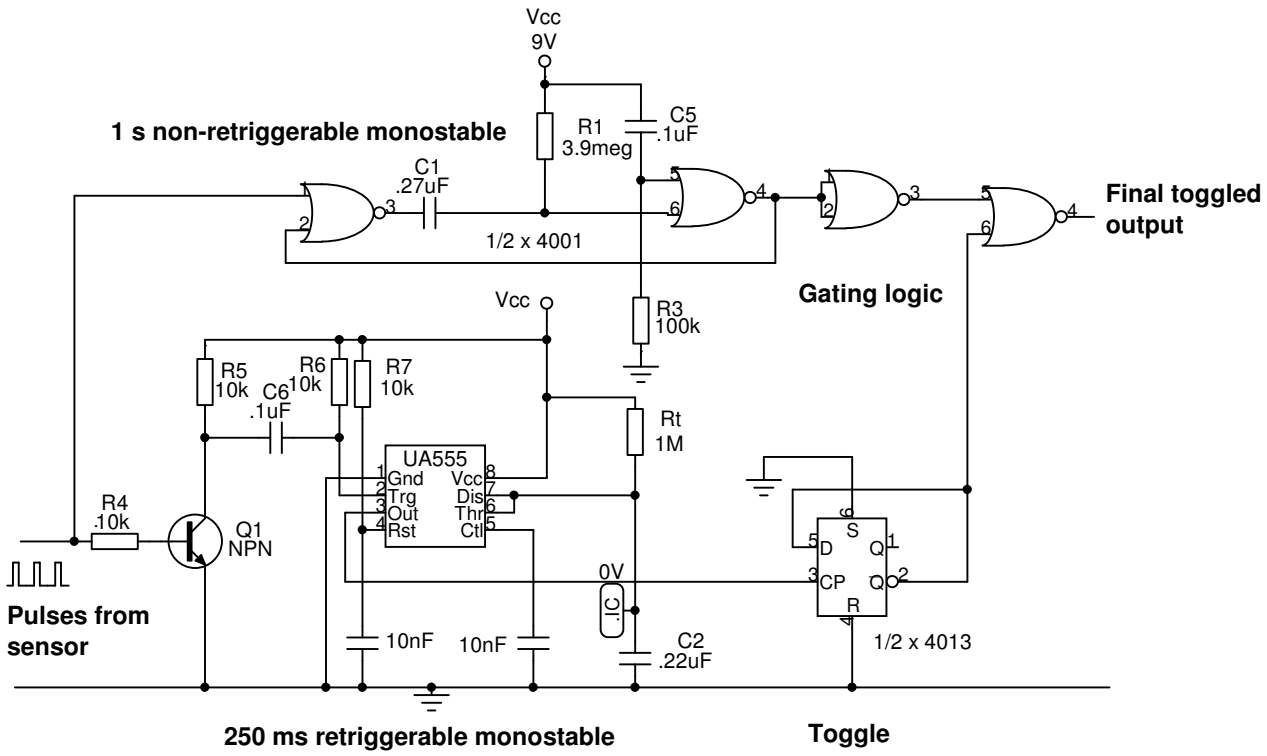 Vcc
9V
1 s non-retriggerable monostable
R1
3.9meg
C5
.1uF
C1
.27uF
1
2
3
5
6
4
1
2
3
5
6
4
Final toggled
output
1/2 x 4001
Gating logic
Vcc
R3
100k
R5
10k
R6
10k
R7
10k
C6
.1uF
Rt
1M
UA555
1
Gnd
Vcc
8
2
Trg
Dis
7
3
Out
Thr
6
4
Rst
Ctl
5
R4
.10k
Q1
NPN
6
S
5
D
Q
1
3
CP
Q
2
R
4
0V
.IC
Pulses from
sensor
10nF
10nF
C2
.22uF
1/2 x 4013
250 ms retriggerable monostable
Toggle